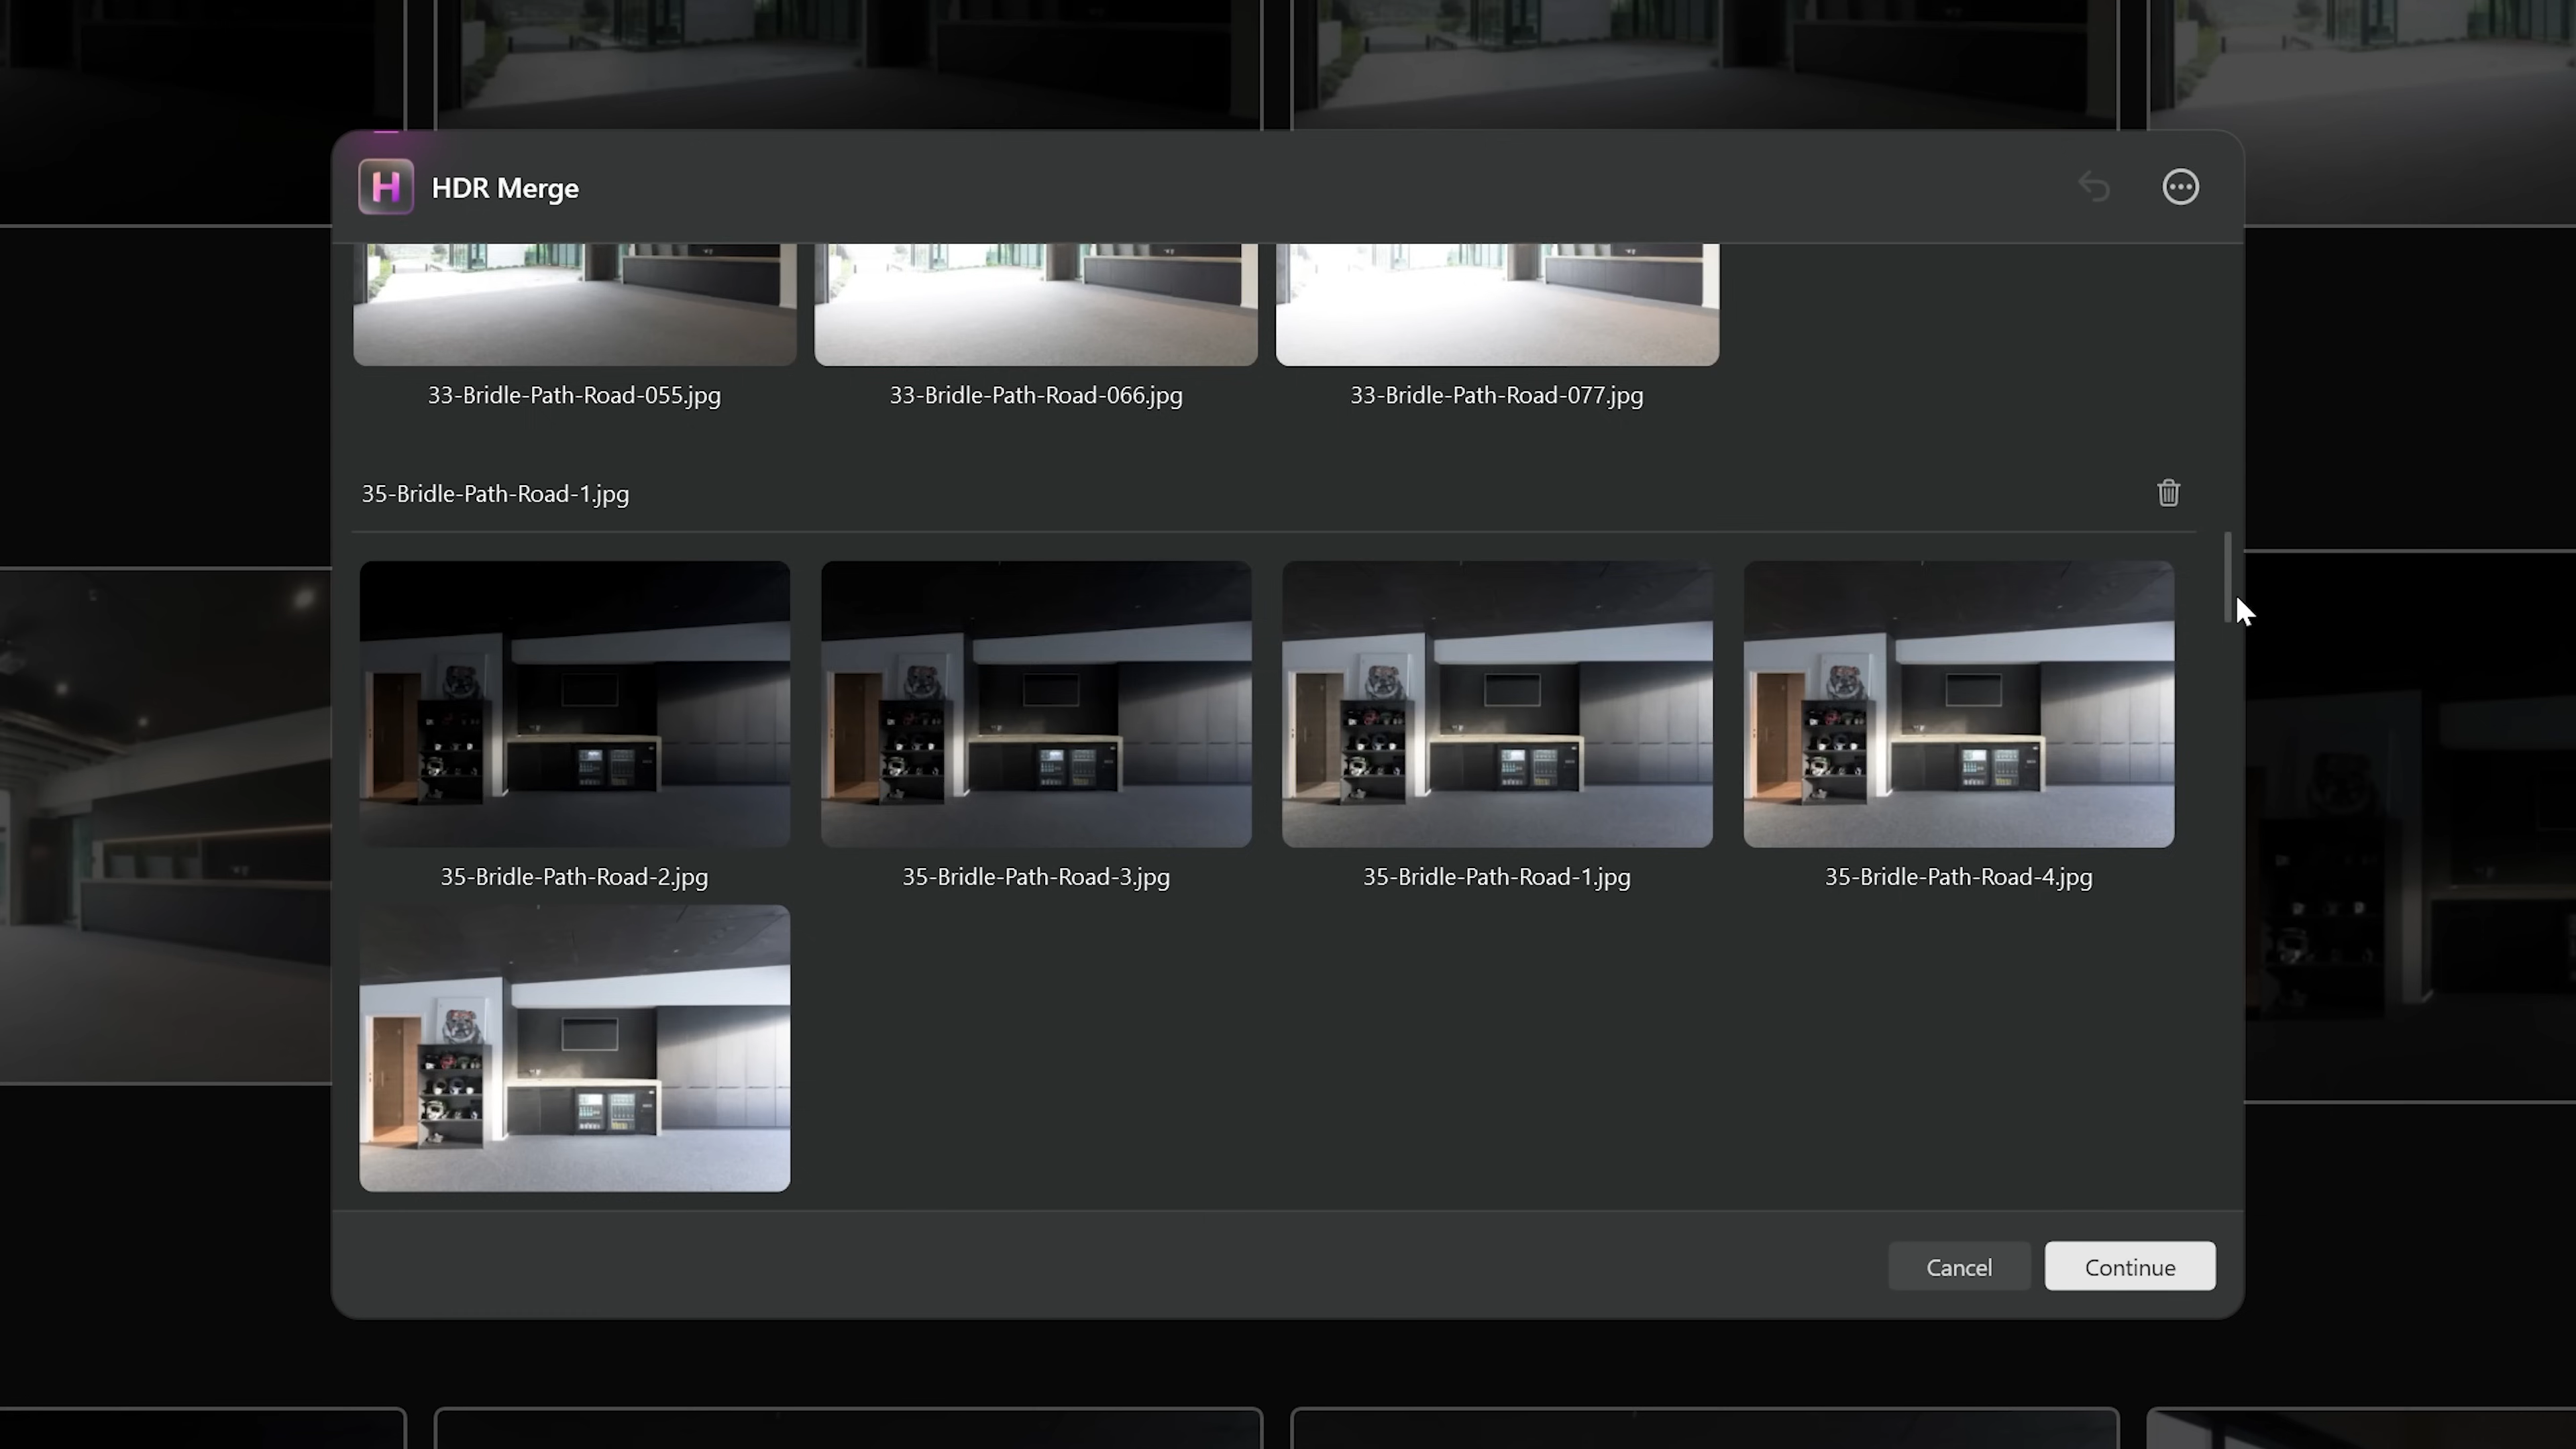 H HDR Merge
33-Bridle-Path-Road-055.jpg 33-Bridle-Path-Road-066.jpg 33-Bridle-Path-Road-077.jpg
35-Bridle-Path-Road-1.jpg
35-Bridle-Path-Road-2.jpg 35-Bridle-Path-Road-3.jpg 35-Bridle-Path-Road-1.jpg 35-Bridle-Path-Road-4.jpg
Cancel Continue